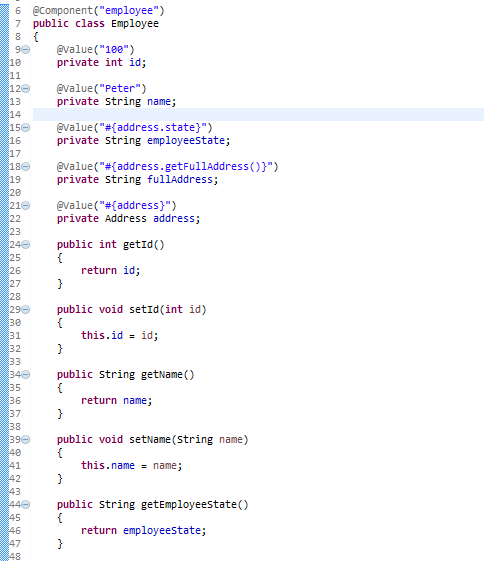 6 @Component("employee")
7 public class Employee
8 {
9 @Value("100")
10 private int id;
11
12 @Value("Peter")
13 private String name;
14
15 @Value("#{address.state}")
16 private String employeeState;
17
18 @Value("#{address.getFullAddress()}")
19 private String fullAddress;
20
21 @Value("#{address}")
22 private Address address;
23
24 public int getId()
25 {
26 return id;
27 }
28
29 public void setId(int id)
30 {
31 this.id = id;
32 }
33
34 public String getName()
35 {
36 return name;
37 }
38
39 public void setName(String name)
40 {
41 this.name = name;
42 }
43
44 public String getEmployeeState()
45 {
46 return employeeState;
47 }
48